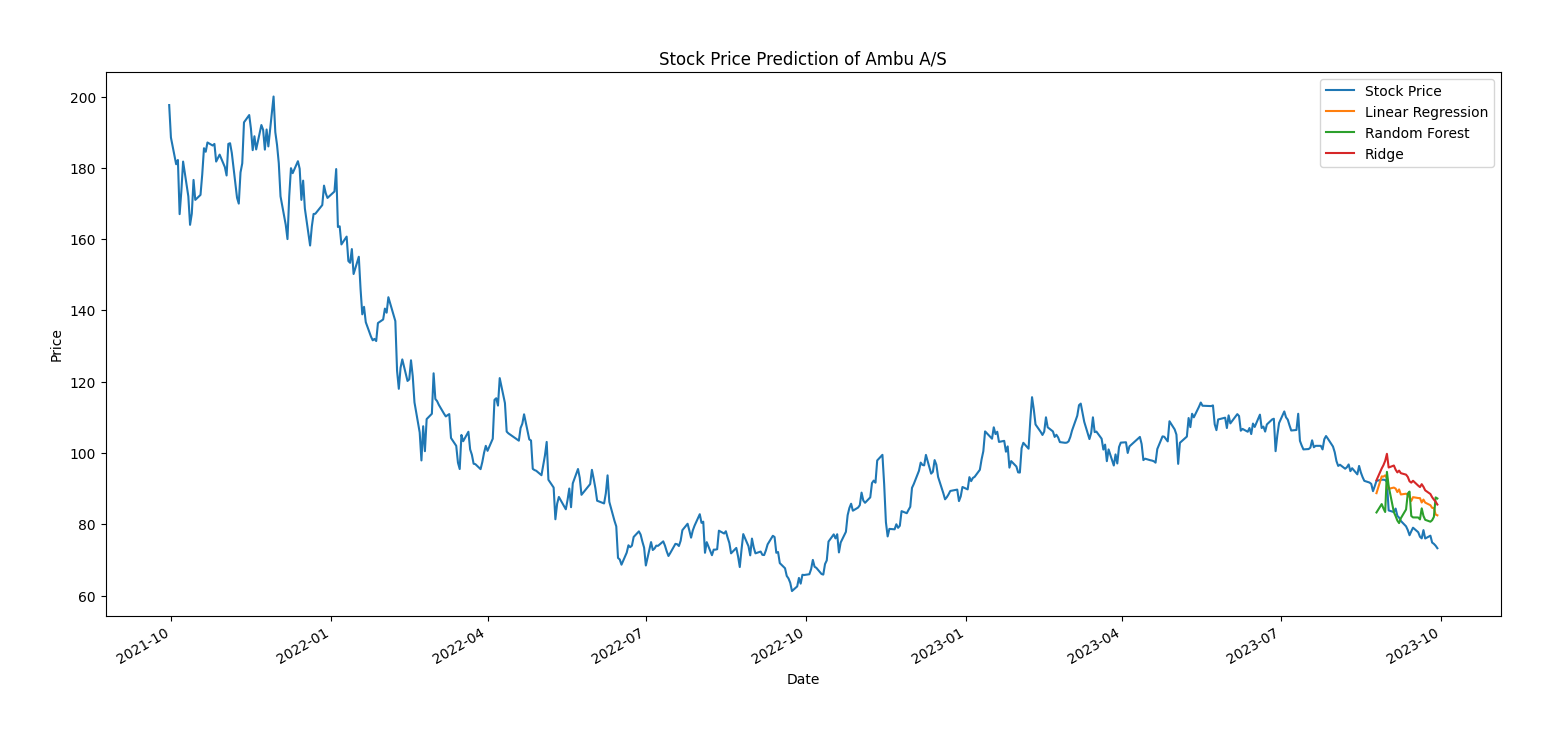 Stock Price Prediction of Ambu A/S
Stock Price
Linear Regression
Random Forest
Ridge
Price
200
180
160
140
120
100
80
60
2021-10
2022-01
2022-04
2022-07
2022-10
2023-01
2023-04
2023-07
2023-10
Date